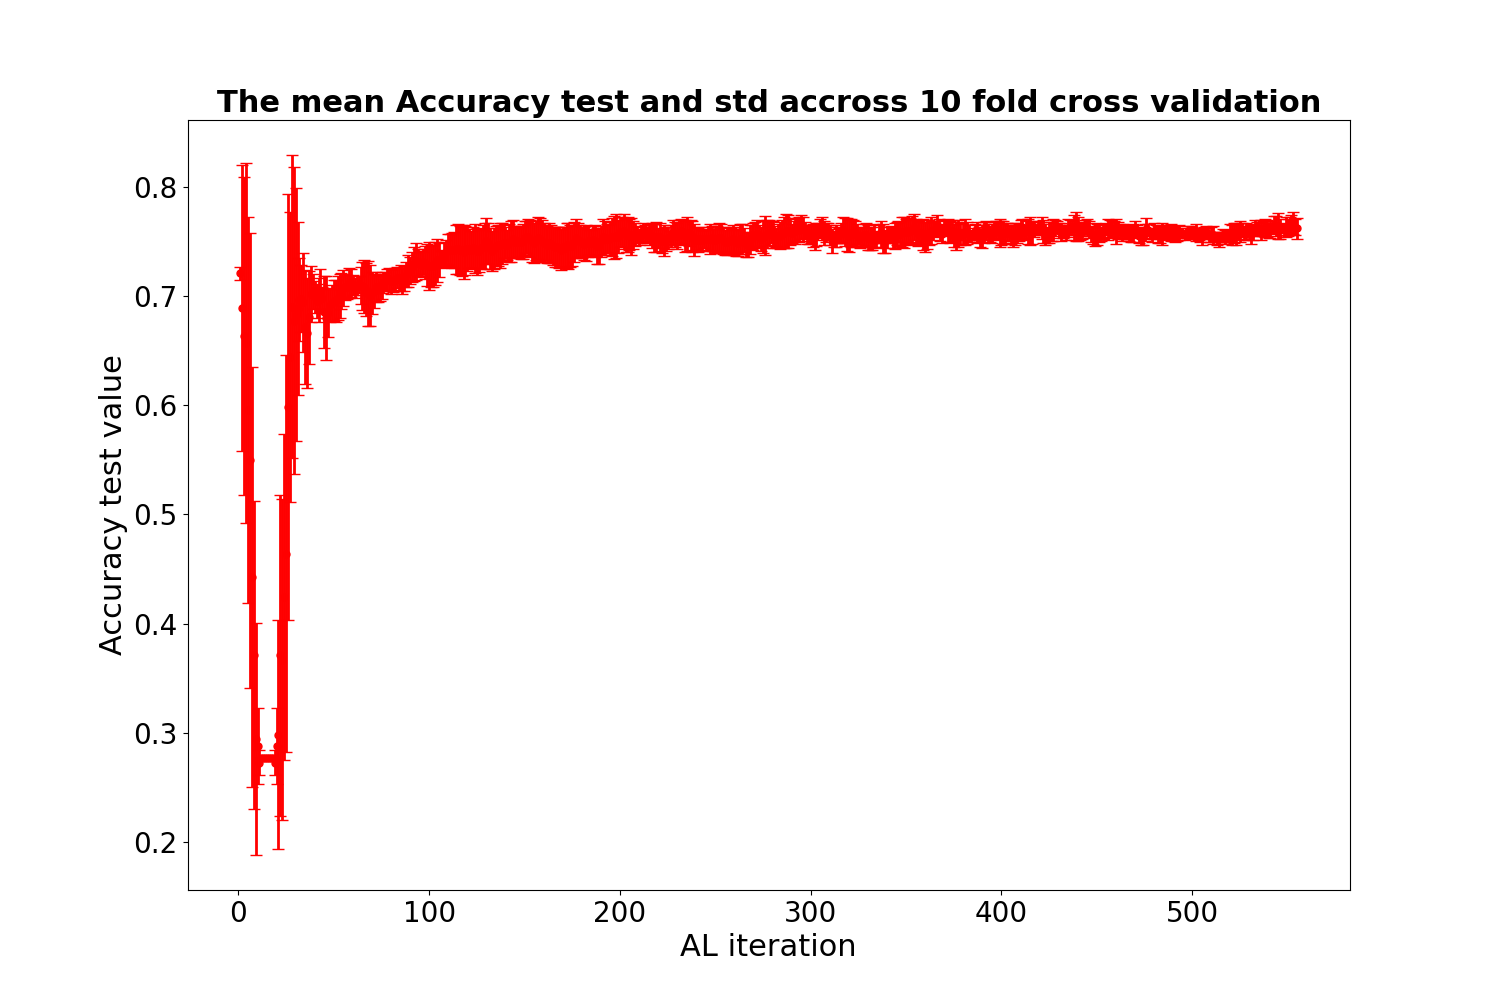 The mean Accuracy test and std accross 10 fold cross validation
0.8
0.7
0.6
0.5
0.4
0.3
0.2
Accuracy test value
0 100 200 300 400 500
AL iteration